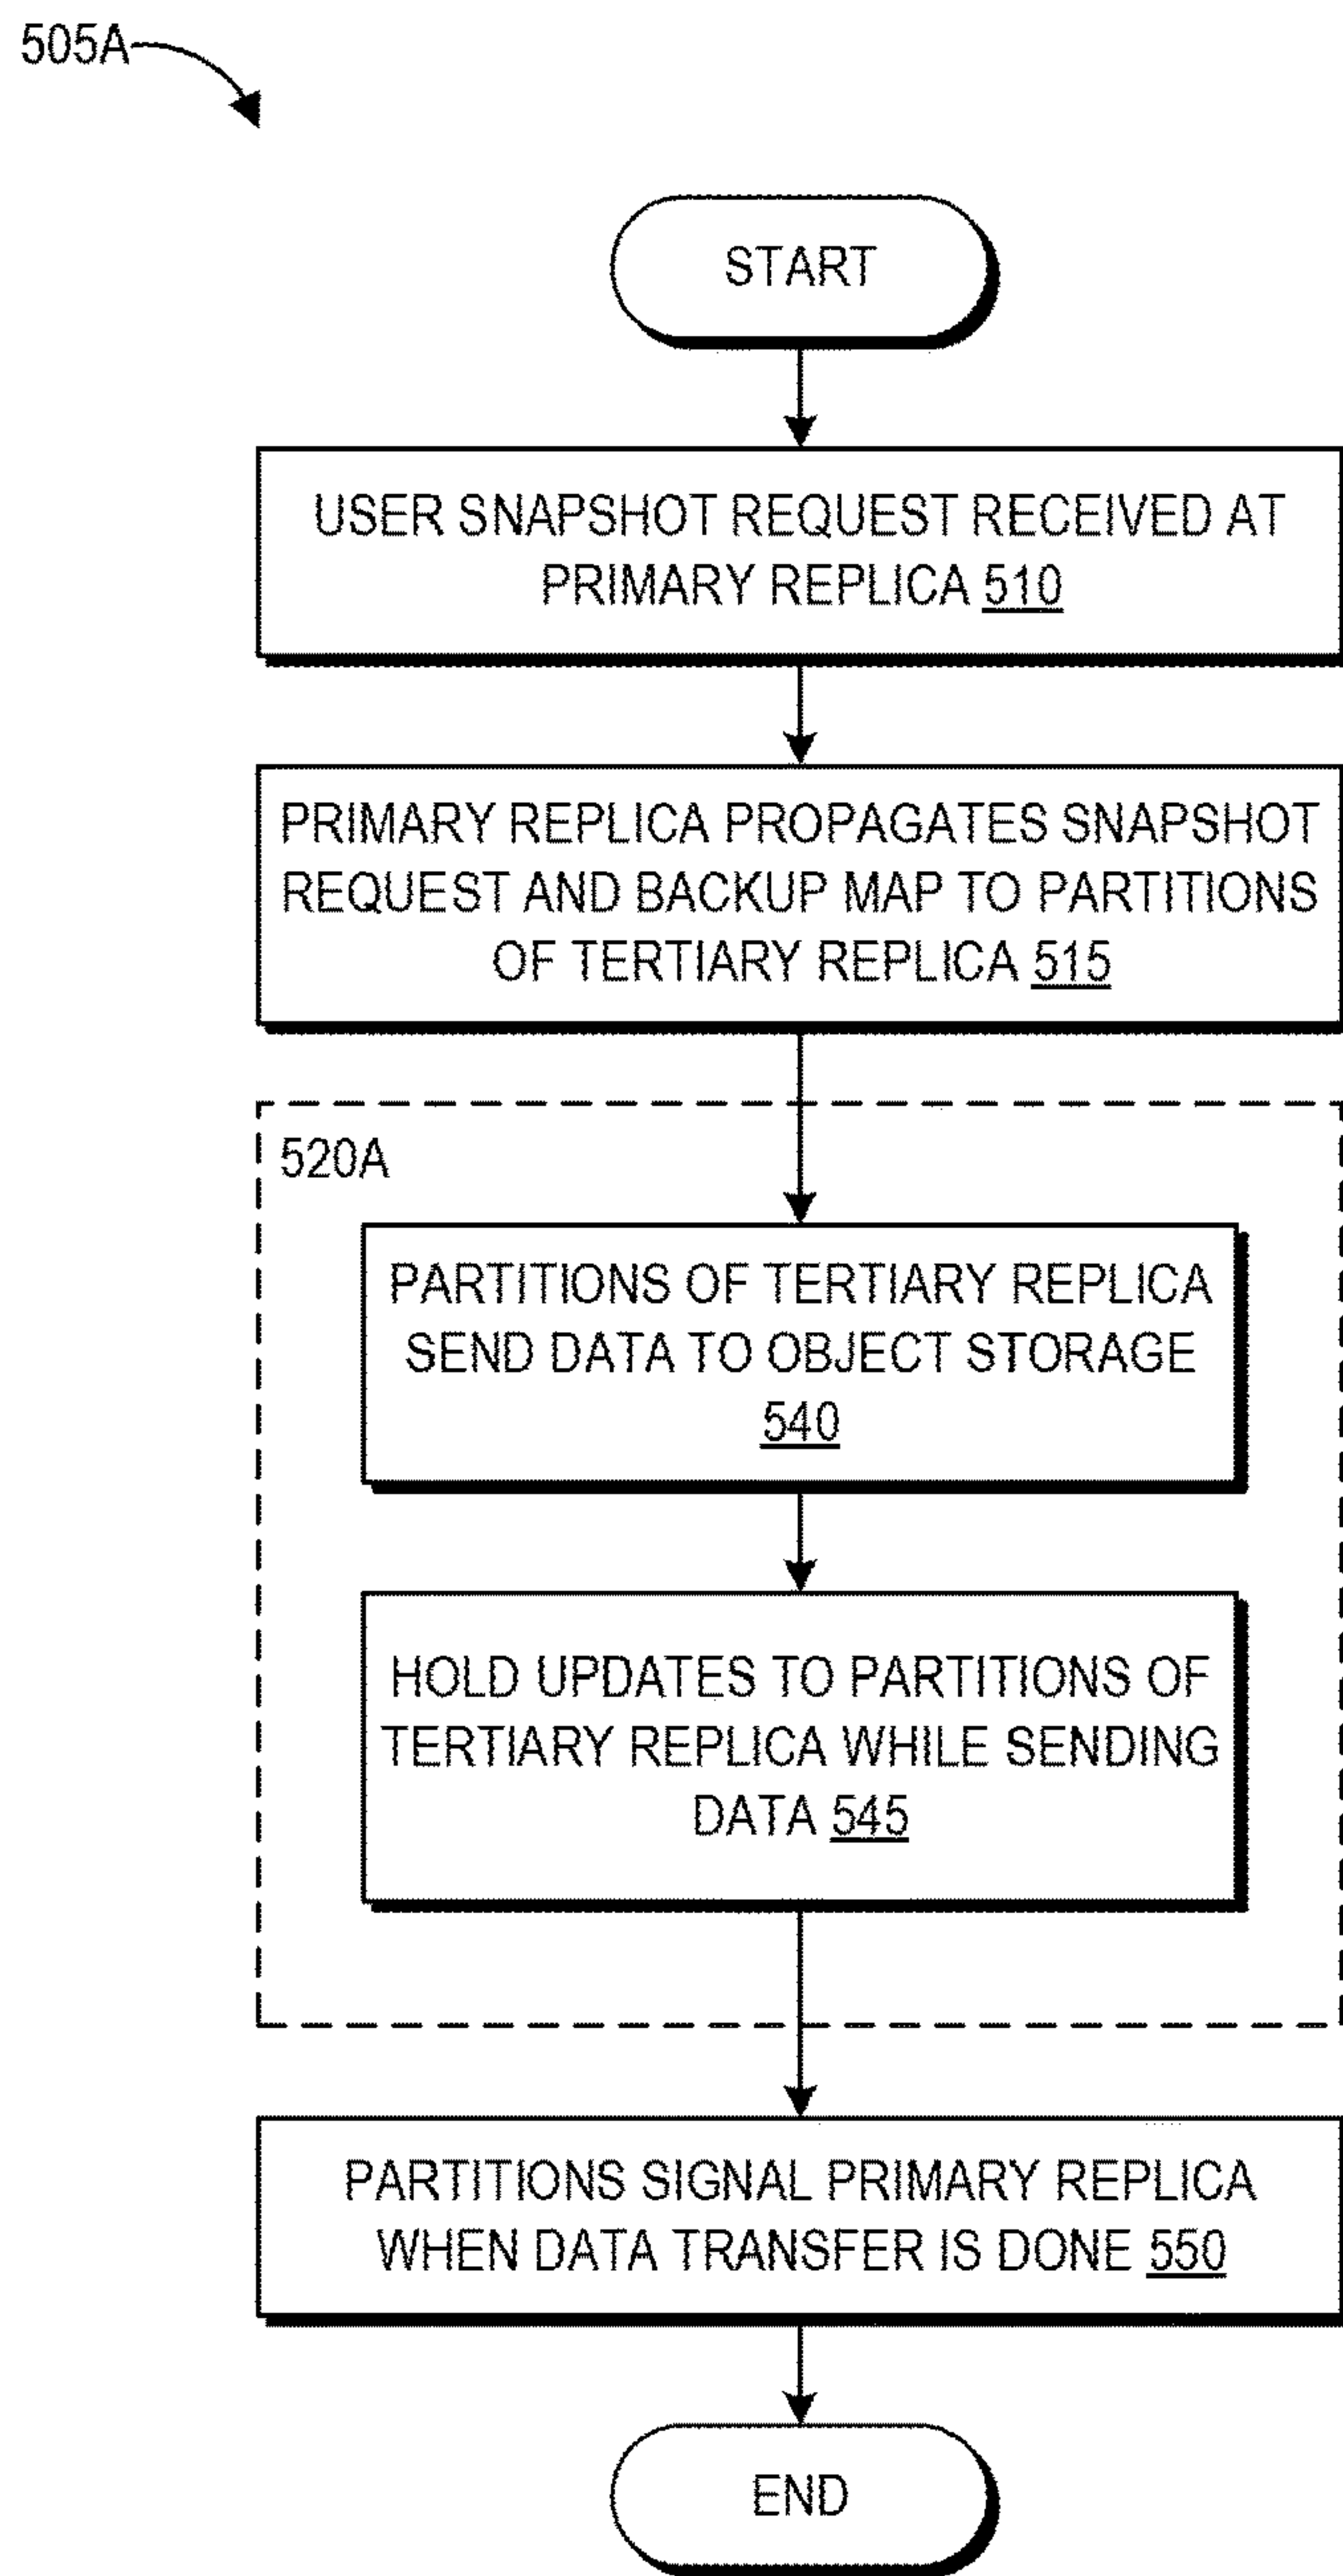 505A
START
USER SNAPSHOT REQUEST RECEIVED AT
PRIMARY REPLICA 510
PRIMARY REPLICA PROPAGATES SNAPSHOT
REQUEST AND BACKUP MAP TO PARTITIONS
OF TERTIARY REPLICA 515
520A
PARTITIONS OF TERTIARY REPLICA
SEND DATA TO OBJECT STORAGE
540
HOLD UPDATES TO PARTITIONS OF
TERTIARY REPLICA WHILE SENDING
DATA 545
PARTITIONS SIGNAL PRIMARY REPLICA
WHEN DATA TRANSFER IS DONE 550
END